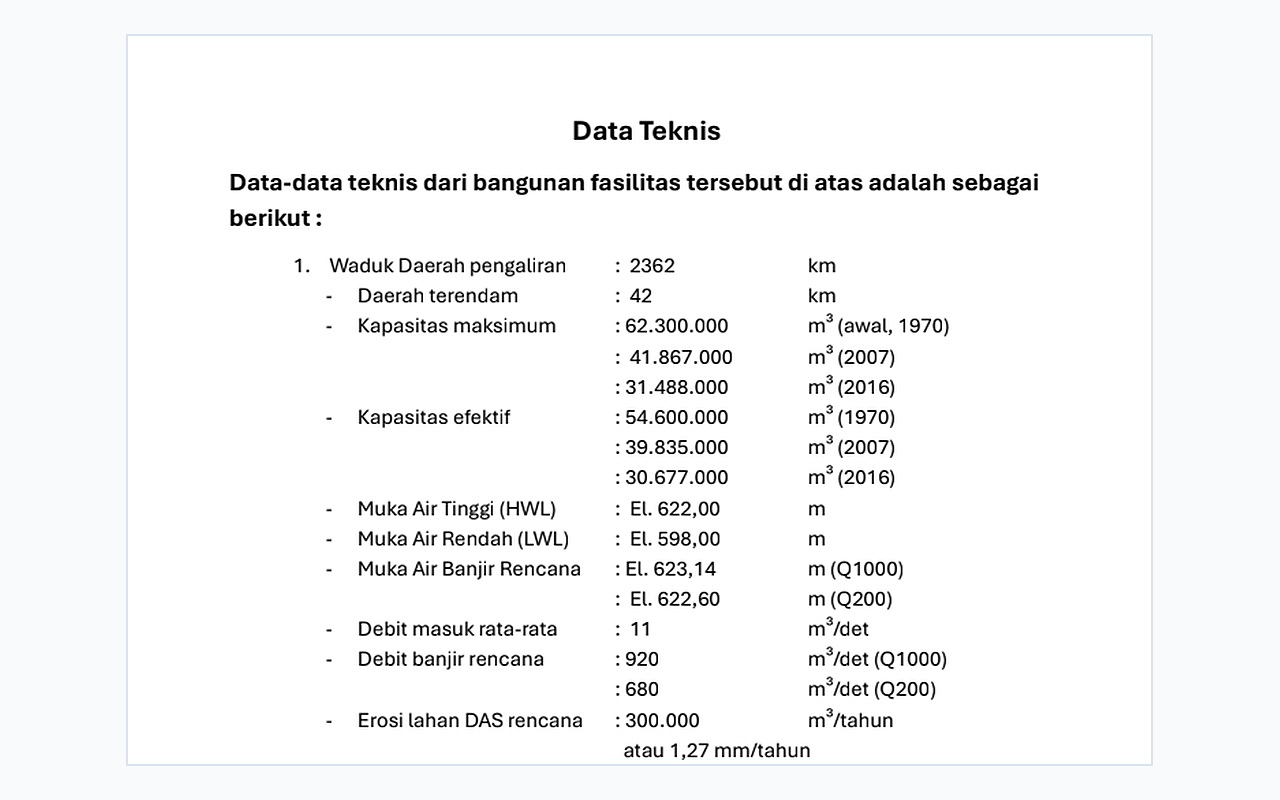 Data Teknis
Data-data teknis dari bangunan fasilitas tersebut di atas adalah sebagai
berikut :
1. Waduk Daerah pengaliran : 2362 km
- Daerah terendam : 42 km
- Kapasitas maksimum : 62.300.000 m³ (awal, 1970)
: 41.867.000 m³ (2007)
: 31.488.000 m³ (2016)
- Kapasitas efektif : 54.600.000 m³ (1970)
: 39.835.000 m³ (2007)
: 30.677.000 m³ (2016)
- Muka Air Tinggi (HWL) : El. 622,00 m
- Muka Air Rendah (LWL) : El. 598,00 m
- Muka Air Banjir Rencana : El. 623,14 m (Q1000)
: El. 622,60 m (Q200)
- Debit masuk rata-rata : 11 m³/det
- Debit banjir rencana : 920 m³/det (Q1000)
: 680 m³/det (Q200)
- Erosi lahan DAS rencana : 300.000 m³/tahun
atau 1,27 mm/tahun